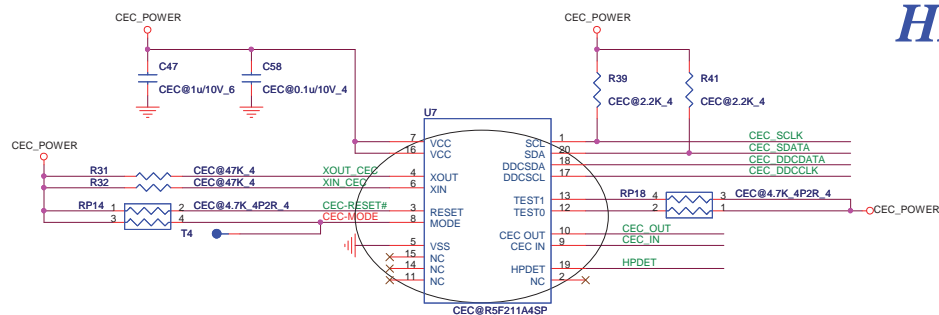 CEC_POWER
CEC_POWER
H
C47
C58
CEC@1u/10V_6
CEC@0.1u/10V_4
R39
R41
CEC@2.2K_4
CEC@2.2K_4
U7
CEC_POWER
7 VCC
16 VCC
SCL 1 CEC_SCLK
SDA 20 CEC_SDATA
DDCSDA 18 CEC_DDCDATA
DDCSCL 17 CEC_DDCCLK
R31 CEC@47K_4 XOUT_CEC 4 XOUT
R32 CEC@47K_4 XIN_CEC 6 XIN
TEST1 13 RP18 4 3 CEC@4.7K_4P2R_4
TEST0 12 2 1
CEC_POWER
RP14 1 2 CEC@4.7K_4P2R_4 CEC-RESET# 3 RESET
3 4 CEC-MODE 8 MODE
T4
CEC OUT 10 CEC_OUT
CEC IN 9 CEC_IN
5 VSS
15 NC
14 NC
11 NC
HPDET 19 HPDET
NC 2
CEC@R5F211A4SP